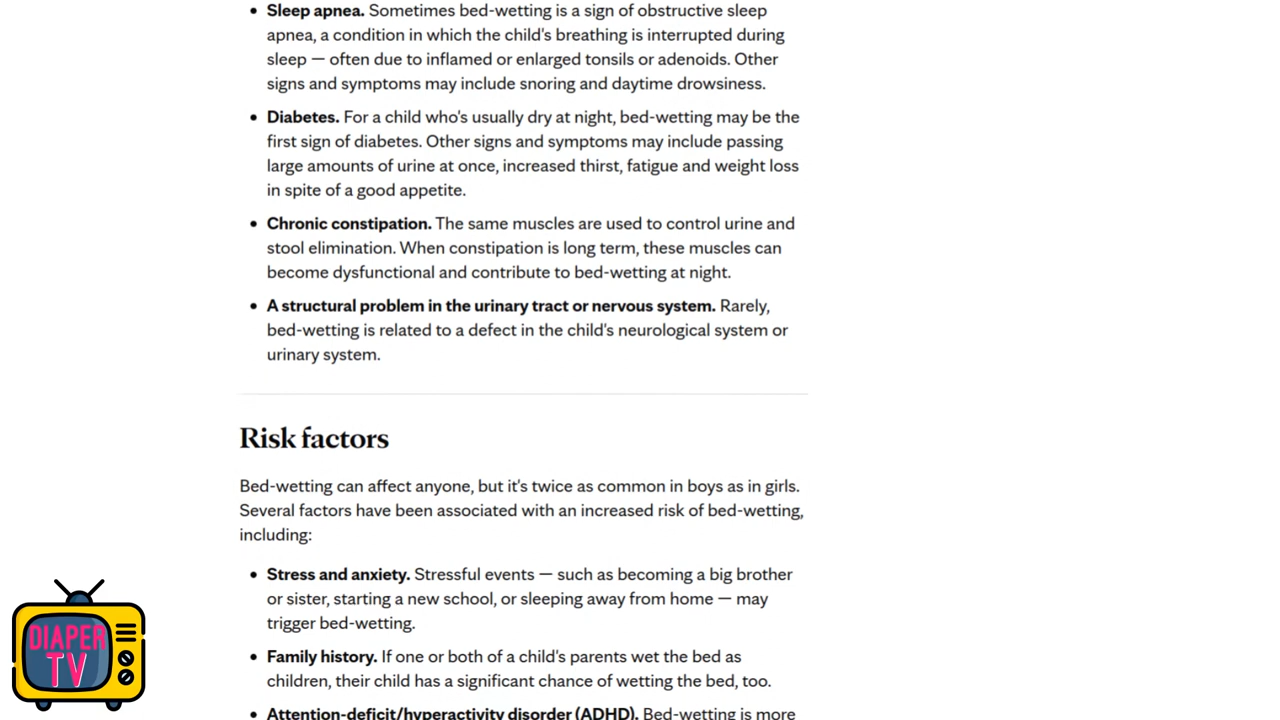 Sleep apnea. Sometimes bed-wetting is a sign of obstructive sleep
apnea, a condition in which the child's breathing is interrupted during
sleep — often due to inflamed or enlarged tonsils or adenoids. Other
signs and symptoms may include snoring and daytime drowsiness.
Diabetes. For a child who's usually dry at night, bed-wetting may be the
first sign of diabetes. Other signs and symptoms may include passing
large amounts of urine at once, increased thirst, fatigue and weight loss
in spite of a good appetite.
Chronic constipation. The same muscles are used to control urine and
stool elimination. When constipation is long term, these muscles can
become dysfunctional and contribute to bed-wetting at night.
A structural problem in the urinary tract or nervous system. Rarely,
bed-wetting is related to a defect in the child's neurological system or
urinary system.
Risk factors
Bed-wetting can affect anyone, but it's twice as common in boys as in girls.
Several factors have been associated with an increased risk of bed-wetting,
including:
Stress and anxiety. Stressful events — such as becoming a big brother
or sister, starting a new school, or sleeping away from home — may
trigger bed-wetting.
Family history. If one or both of a child's parents wet the bed as
children, their child has a significant chance of wetting the bed, too.
Attention-deficit/hyperactivity disorder (ADHD). Bed-wetting is more
DIAPER
TV